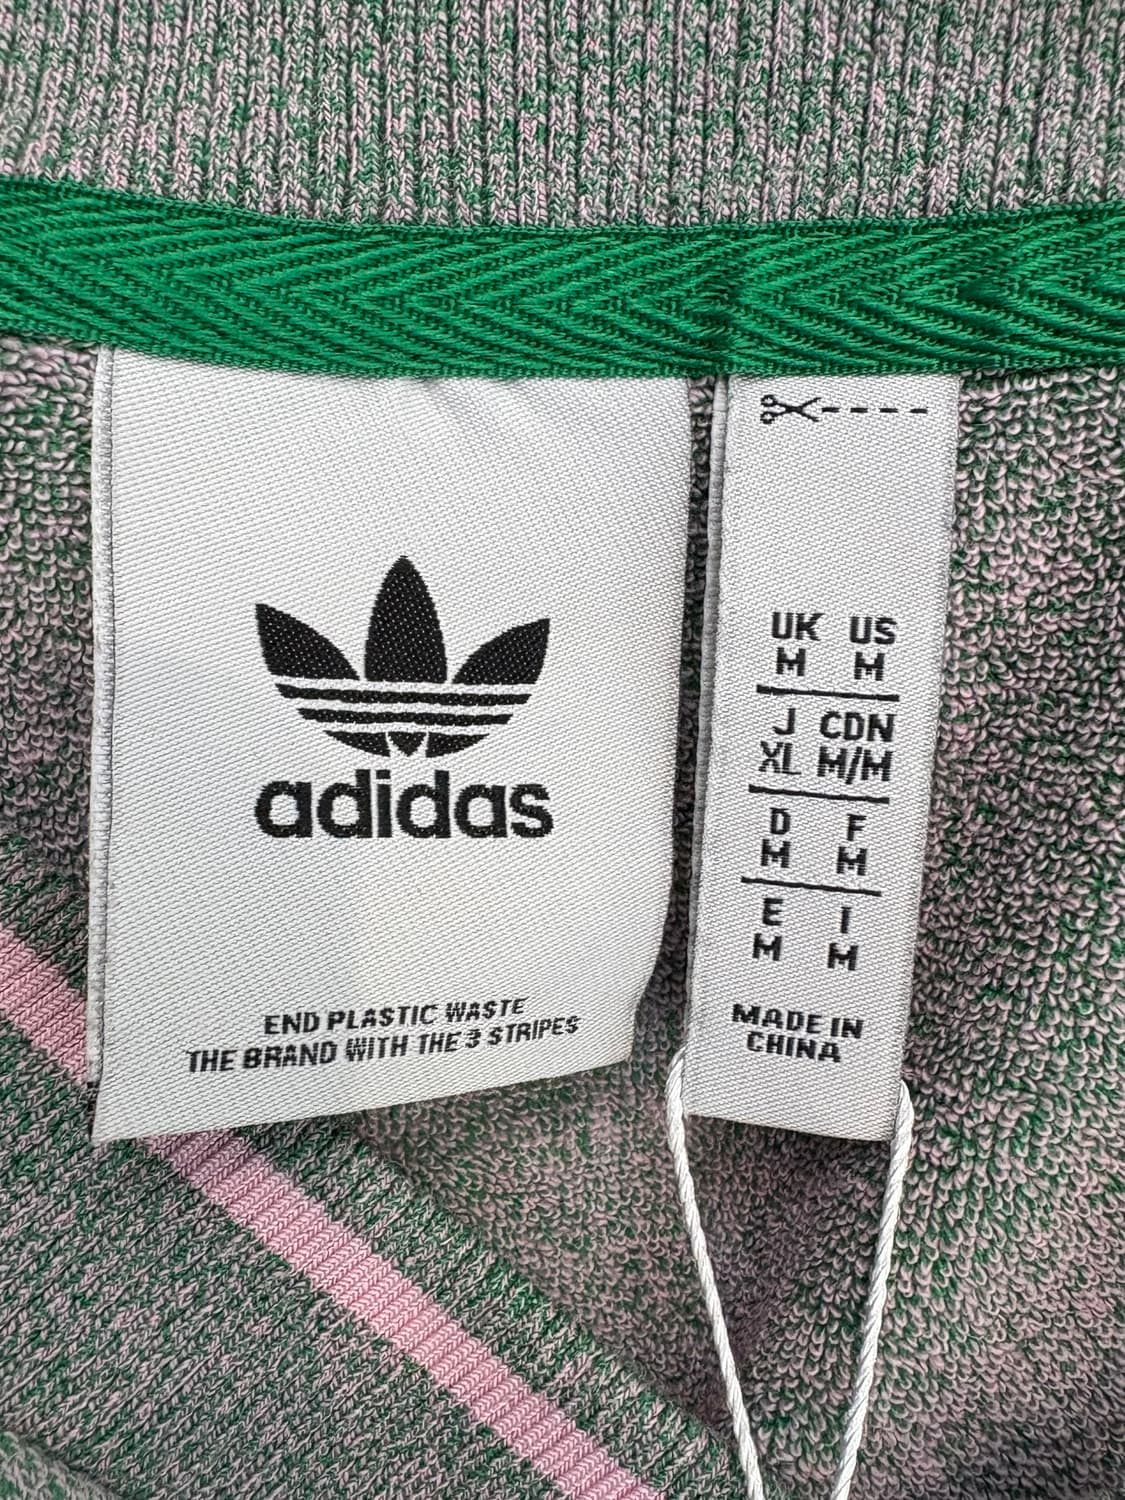 adidas
END PLASTIC WASTE
THE BRAND WITH THE 3 STRIPES
UK US
M M
J CDN
XL M/M
D F
M M
E I
M M
MADE IN
CHINA